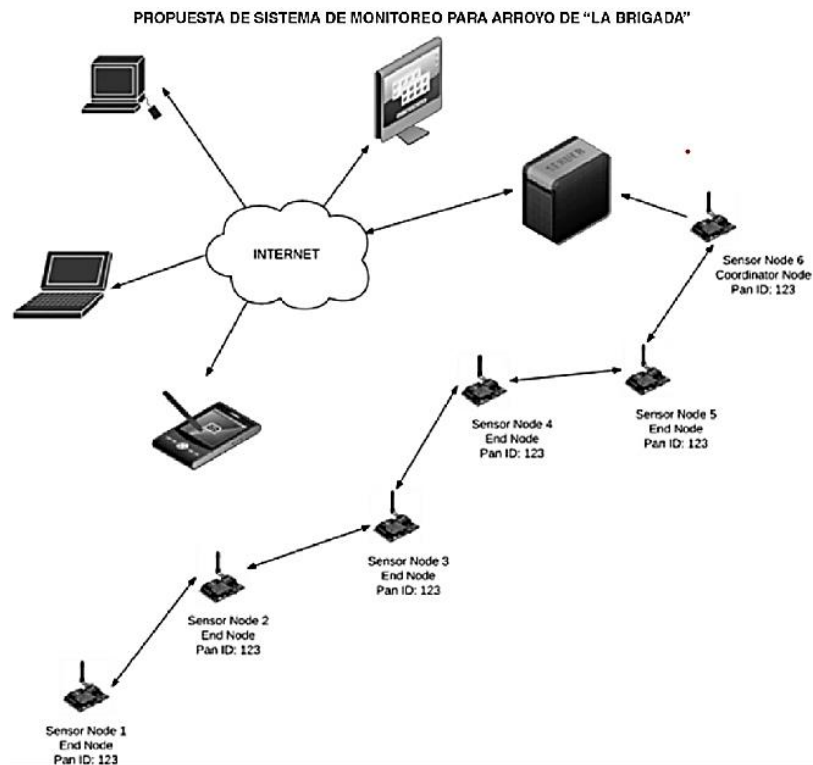 PROPUESTA DE SISTEMA DE MONITOREO PARA ARROYO DE “LA BRIGADA”
SERVER
INTERNET
Sensor Node 6
Coordinator Node
Pan ID: 123
Sensor Node 5
End Node
Pan ID: 123
Sensor Node 4
End Node
Pan ID: 123
Sensor Node 3
End Node
Pan ID: 123
Sensor Node 2
End Node
Pan ID: 123
Sensor Node 1
End Node
Pan ID: 123